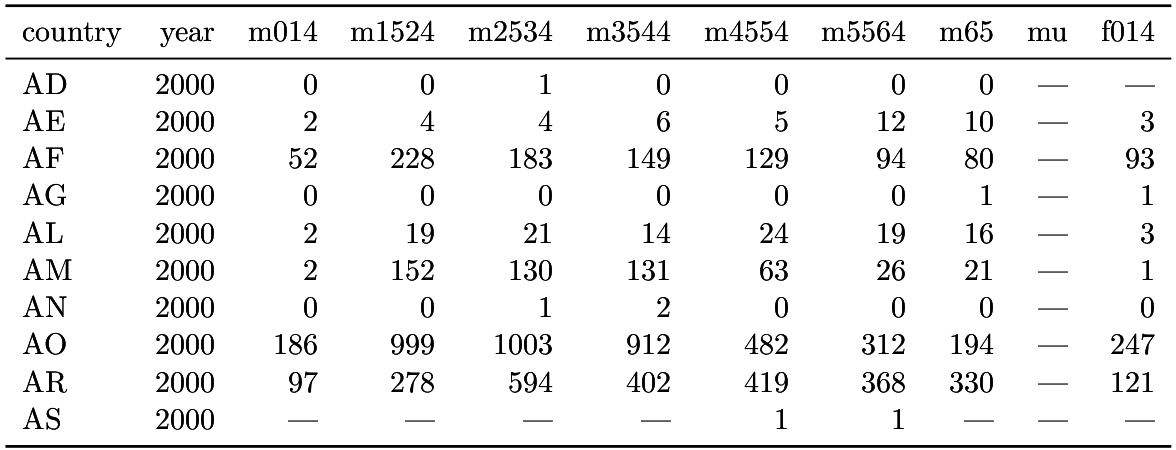 country year m014 m1524 m2534 m3544 m4554 m5564 m65 mu f014
AD 2000 0 0 1 0 0 0 0 — —
AE 2000 2 4 4 6 5 12 10 — 3
AF 2000 52 228 183 149 129 94 80 — 93
AG 2000 0 0 0 0 0 0 1 — 1
AL 2000 2 19 21 14 24 19 16 — 3
AM 2000 2 152 130 131 63 26 21 — 1
AN 2000 0 0 1 2 0 0 0 — 0
AO 2000 186 999 1003 912 482 312 194 — 247
AR 2000 97 278 594 402 419 368 330 — 121
AS 2000 — — — — 1 1 — — —